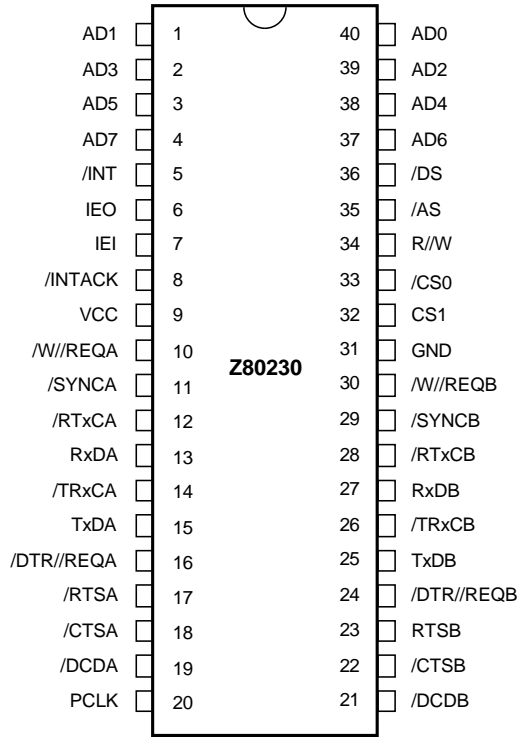 AD1 1 40 AD0
AD3 2 39 AD2
AD5 3 38 AD4
AD7 4 37 AD6
/INT 5 36 /DS
IEO 6 35 /AS
IEI 7 34 R//W
/INTACK 8 33 /CS0
VCC 9 32 CS1
/W//REQA 10 31 GND
Z80230
/SYNCA 11 30 /W//REQB
/RTxCA 12 29 /SYNCB
RxDA 13 28 /RTxCB
/TRxCA 14 27 RxDB
TxDA 15 26 /TRxCB
/DTR//REQA 16 25 TxDB
/RTSA 17 24 /DTR//REQB
/CTSA 18 23 RTSB
/DCDA 19 22 /CTSB
PCLK 20 21 /DCDB